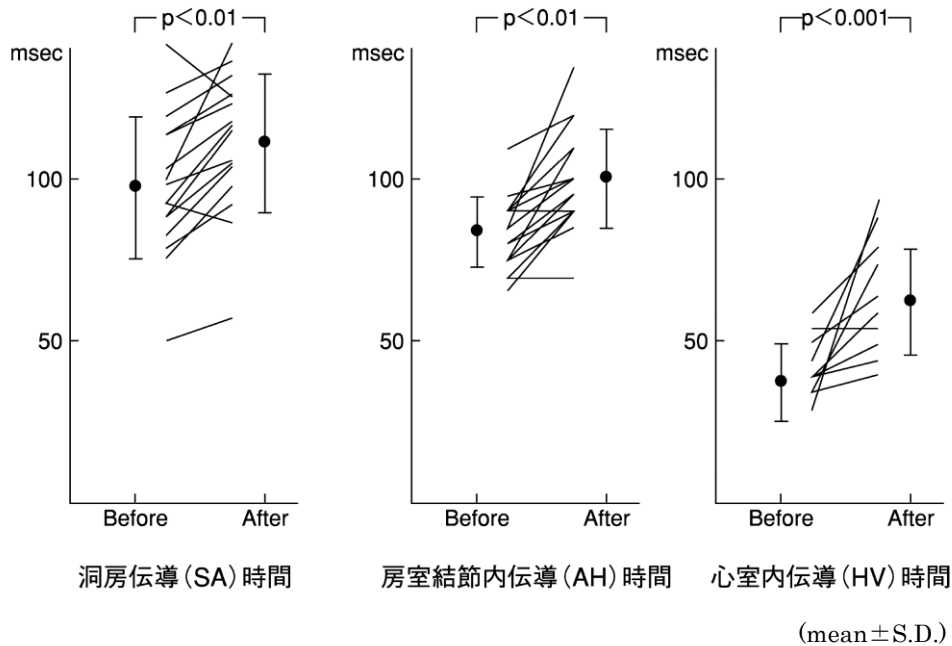 p<0.01
msec
100
50
Before After
洞房伝導(SA)時間
p<0.01
msec
100
50
Before After
房室結節内伝導(AH)時間
p<0.001
msec
100
50
Before After
心室内伝導(HV)時間
(mean±S.D.)